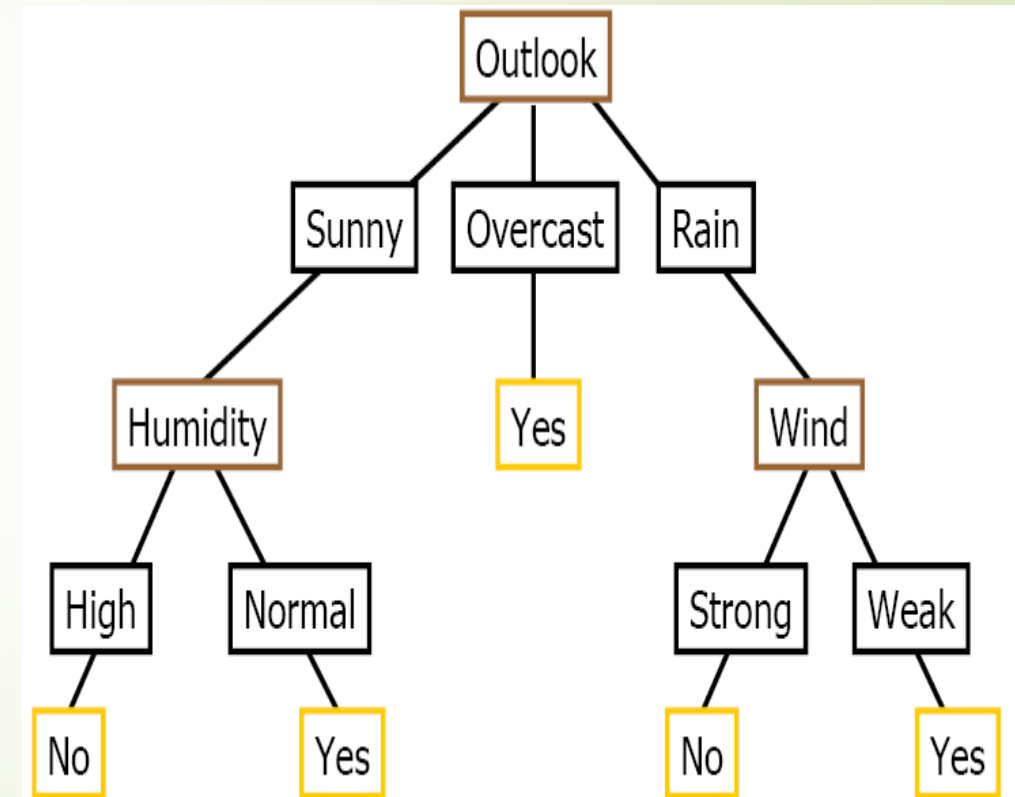 Outlook
Sunny Overcast Rain
Humidity Yes Wind
High Normal Strong Weak
No Yes No Yes